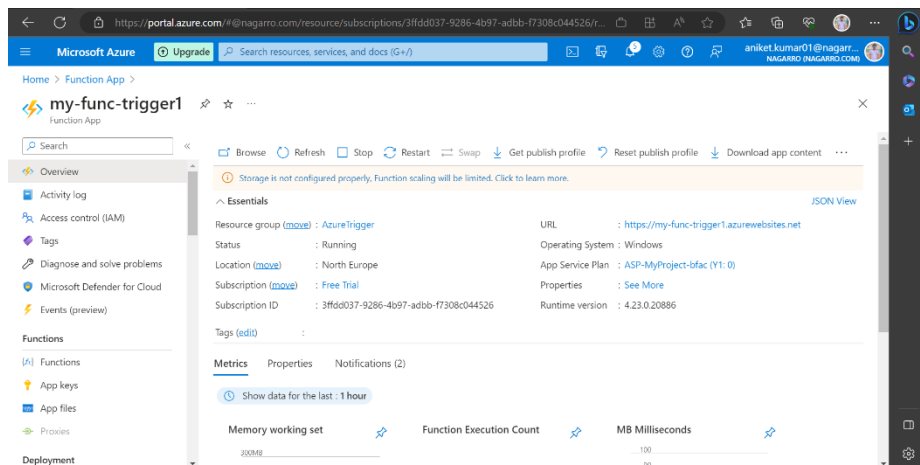 https://portal.azure.com/#@nagarro.com/resource/subscriptions/3ffdd037-9286-4b97-adbb-f7308c044526/r...
Microsoft Azure Upgrade Search resources, services, and docs (G+/) aniket.kumar01@nagarr...
NAGARRO (NAGARRO.COM)
Home > Function App >
my-func-trigger1
Function App
Search
Overview
Activity log
Access control (IAM)
Tags
Diagnose and solve problems
Microsoft Defender for Cloud
Events (preview)
Functions
Functions
App keys
App files
Proxies
Deployment
Browse Refresh Stop Restart Swap Get publish profile Reset publish profile Download app content ...
Storage is not configured properly, Function scaling will be limited. Click to learn more.
Essentials JSON View
Resource group (move) : AzureTrigger
Status : Running
Location (move) : North Europe
Subscription (move) : Free Trial
Subscription ID : 3ffdd037-9286-4b97-adbb-f7308c044526
Tags (edit) :
URL : https://my-func-trigger1.azurewebsites.net
Operating System : Windows
App Service Plan : ASP-MyProject-bfac (Y1: 0)
Properties : See More
Runtime version : 4.23.0.20886
Metrics Properties Notifications (2)
Show data for the last : 1 hour
Memory working set
300MB
Function Execution Count
MB Milliseconds
100